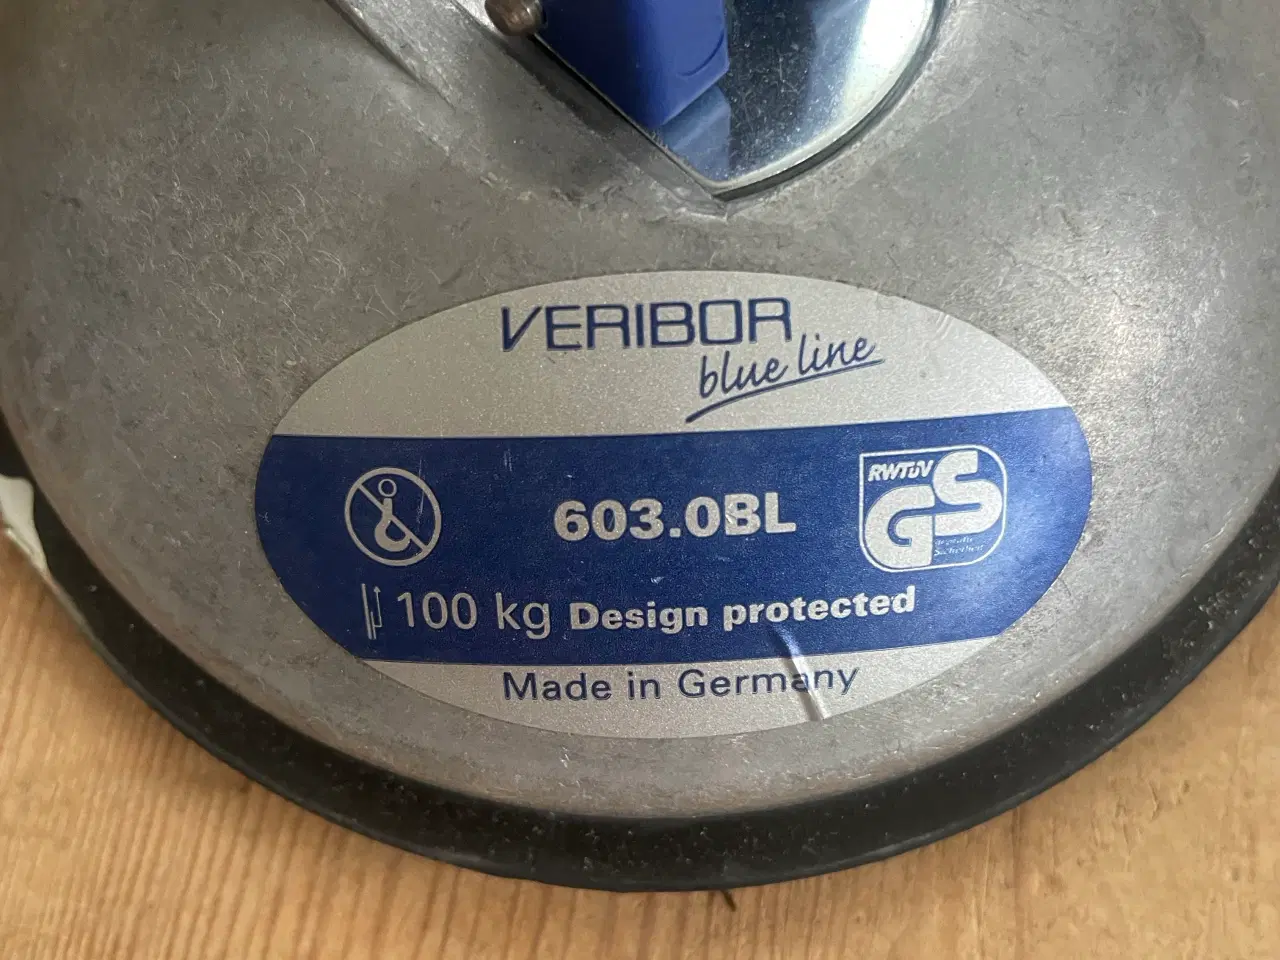 VERIBOR
blue line
RWTÜV
GS
603.0BL
100 kg Design protected
Made in Germany